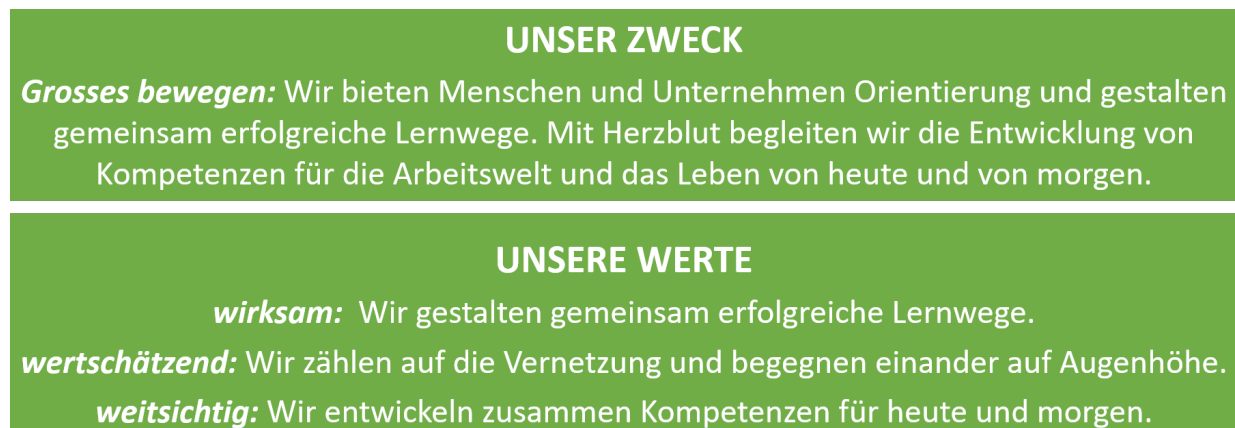 UNSER ZWECK
Grosses bewegen: Wir bieten Menschen und Unternehmen Orientierung und gestalten
gemeinsam erfolgreiche Lernwege. Mit Herzblut begleiten wir die Entwicklung von
Kompetenzen für die Arbeitswelt und das Leben von heute und von morgen.
UNSERE WERTE
wirksam: Wir gestalten gemeinsam erfolgreiche Lernwege.
wertschätzend: Wir zählen auf die Vernetzung und begegnen einander auf Augenhöhe.
weitsichtig: Wir entwickeln zusammen Kompetenzen für heute und morgen.